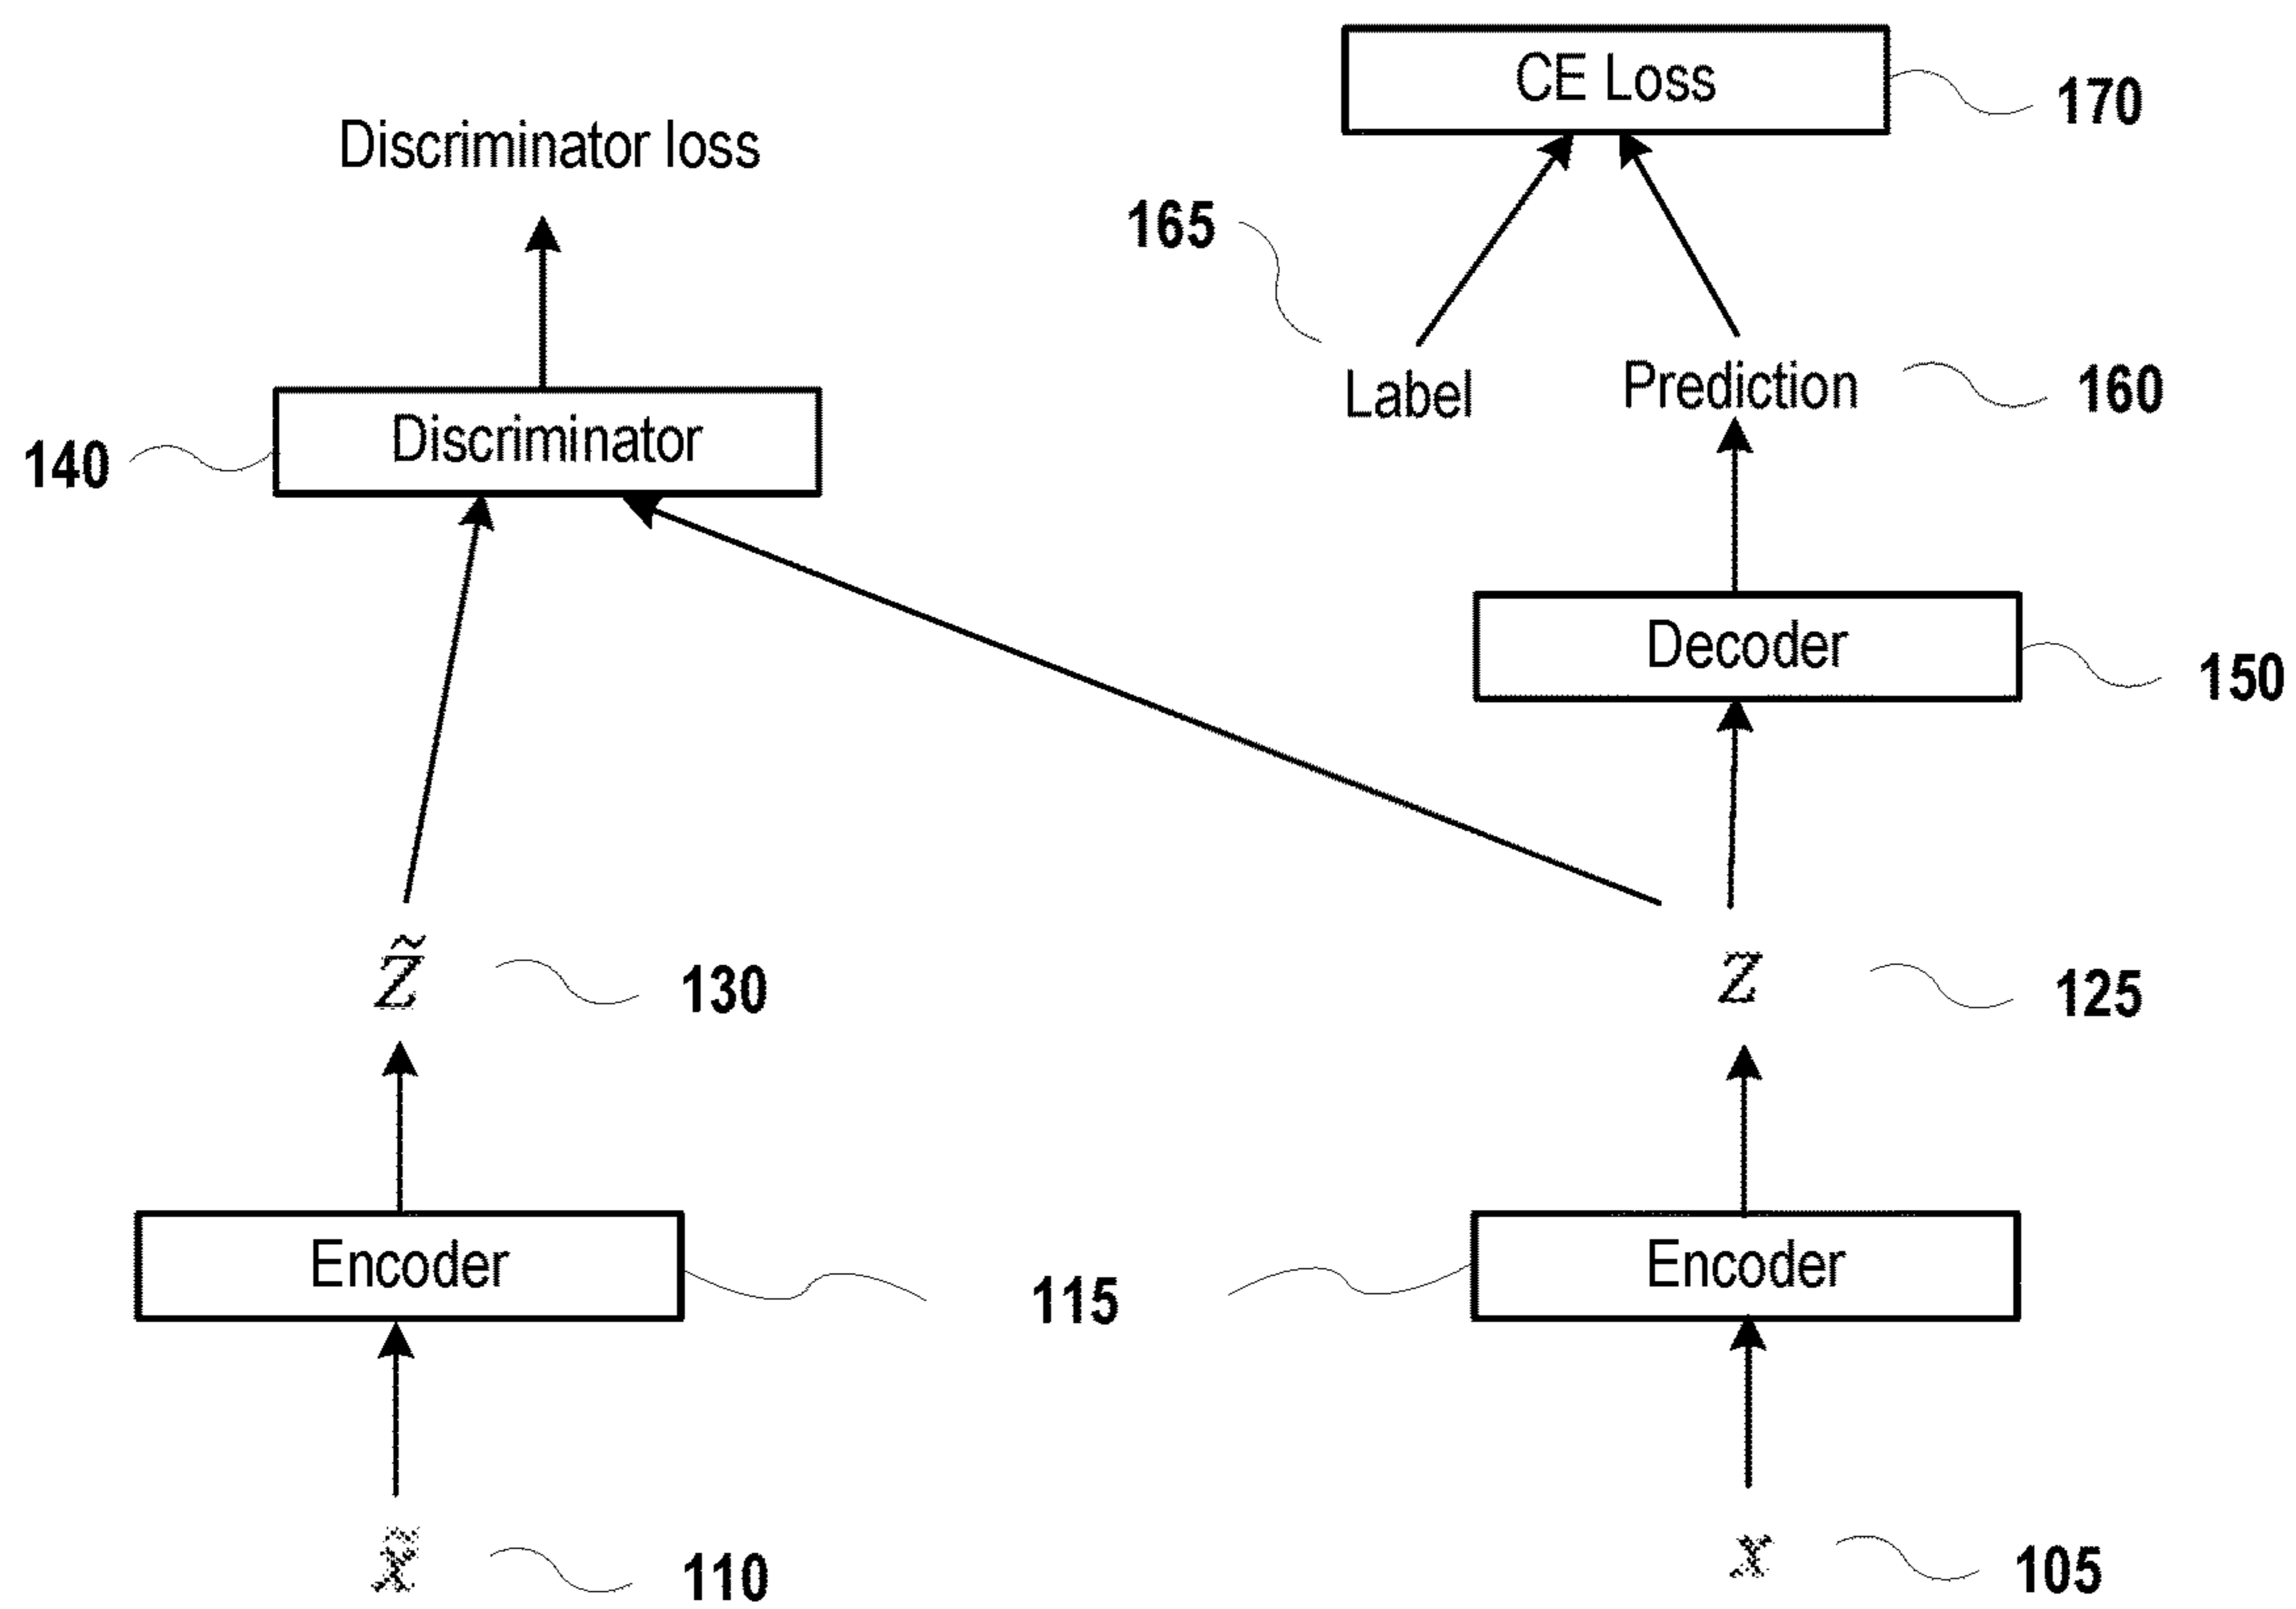 CE Loss
170
Discriminator loss
165
Label
Prediction
160
Discriminator
140
Decoder
150
Z̃
130
Z
125
Encoder
115
Encoder
x̃
110
x
105